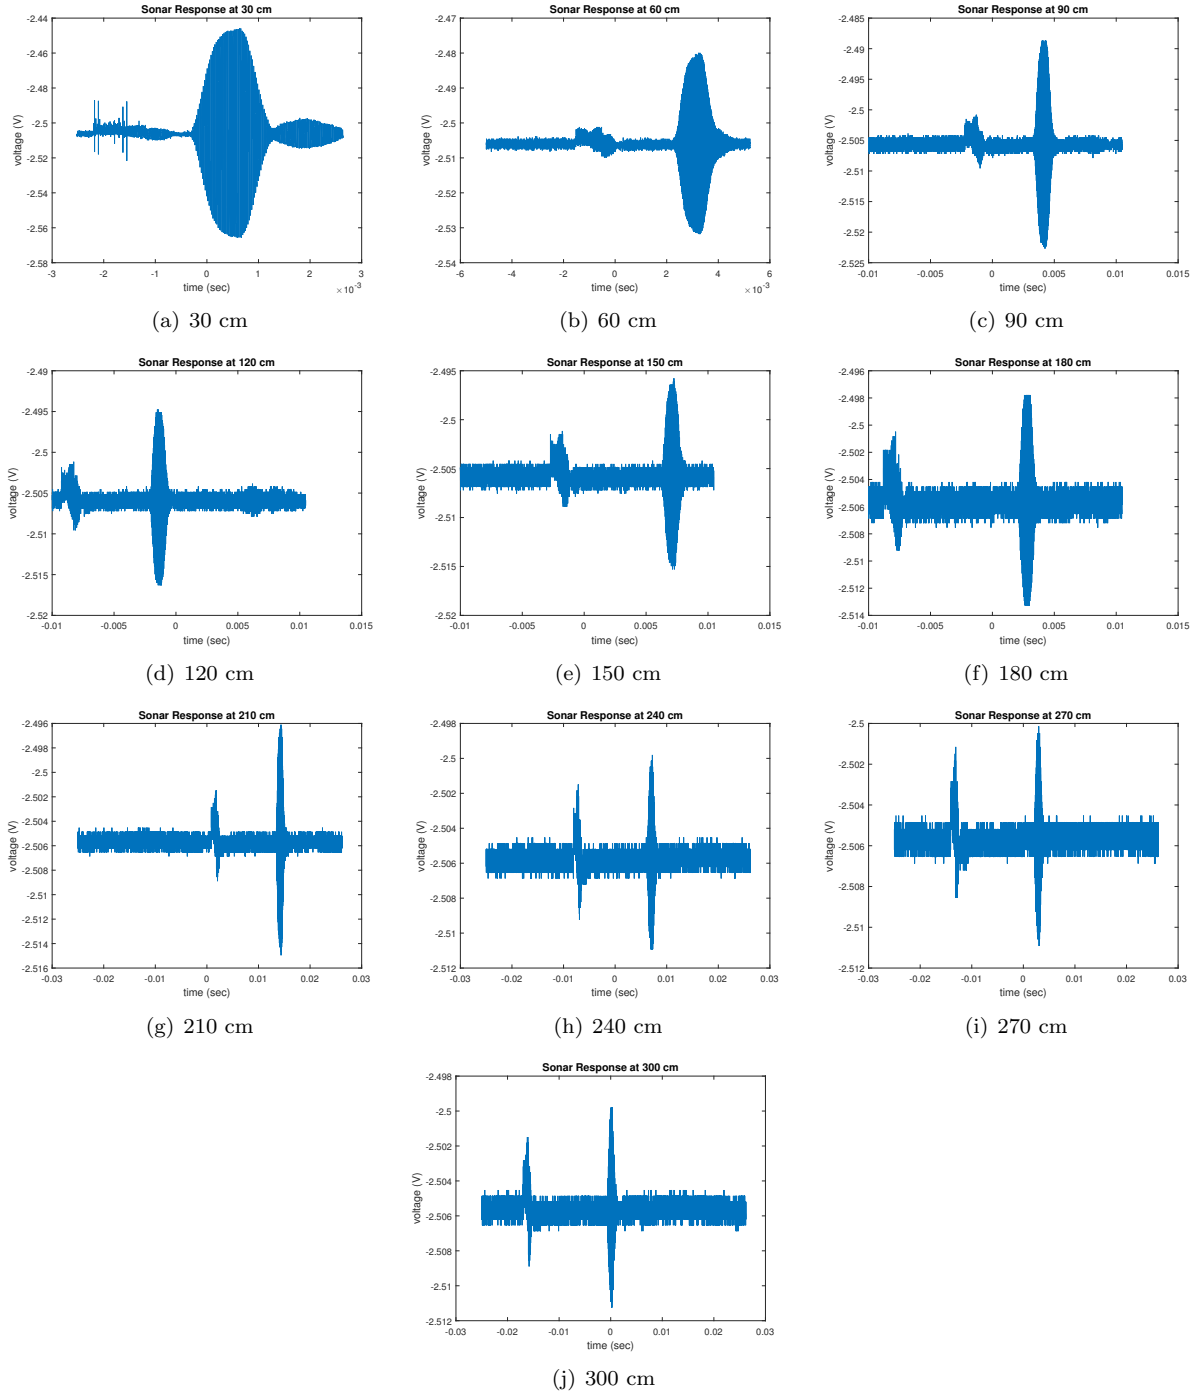 Sonar Response at 30 cm
voltage (V)
-2.44
-2.46
-2.48
-2.5
-2.52
-2.54
-2.56
-2.58
-3 -2 -1 0 1 2 3
time (sec) ×10⁻³
(a) 30 cm
Sonar Response at 60 cm
voltage (V)
-2.47
-2.48
-2.49
-2.5
-2.51
-2.52
-2.53
-2.54
-6 -4 -2 0 2 4 6
time (sec) ×10⁻³
(b) 60 cm
Sonar Response at 90 cm
voltage (V)
-2.485
-2.49
-2.495
-2.5
-2.505
-2.51
-2.515
-2.52
-2.525
-0.01 -0.005 0 0.005 0.01 0.015
time (sec)
(c) 90 cm
Sonar Response at 120 cm
voltage (V)
-2.49
-2.495
-2.5
-2.505
-2.51
-2.515
-2.52
-0.01 -0.005 0 0.005 0.01 0.015
time (sec)
(d) 120 cm
Sonar Response at 150 cm
voltage (V)
-2.495
-2.5
-2.505
-2.51
-2.515
-2.52
-0.01 -0.005 0 0.005 0.01 0.015
time (sec)
(e) 150 cm
Sonar Response at 180 cm
voltage (V)
-2.496
-2.498
-2.5
-2.502
-2.504
-2.506
-2.508
-2.51
-2.512
-2.514
-0.01 -0.005 0 0.005 0.01 0.015
time (sec)
(f) 180 cm
Sonar Response at 210 cm
voltage (V)
-2.496
-2.498
-2.5
-2.502
-2.504
-2.506
-2.508
-2.51
-2.512
-2.514
-2.516
-0.03 -0.02 -0.01 0 0.01 0.02 0.03
time (sec)
(g) 210 cm
Sonar Response at 240 cm
voltage (V)
-2.498
-2.5
-2.502
-2.504
-2.506
-2.508
-2.51
-2.512
-0.03 -0.02 -0.01 0 0.01 0.02 0.03
time (sec)
(h) 240 cm
Sonar Response at 270 cm
voltage (V)
-2.5
-2.502
-2.504
-2.506
-2.508
-2.51
-2.512
-0.03 -0.02 -0.01 0 0.01 0.02 0.03
time (sec)
(i) 270 cm
Sonar Response at 300 cm
voltage (V)
-2.498
-2.5
-2.502
-2.504
-2.506
-2.508
-2.51
-2.512
-0.03 -0.02 -0.01 0 0.01 0.02 0.03
time (sec)
(j) 300 cm